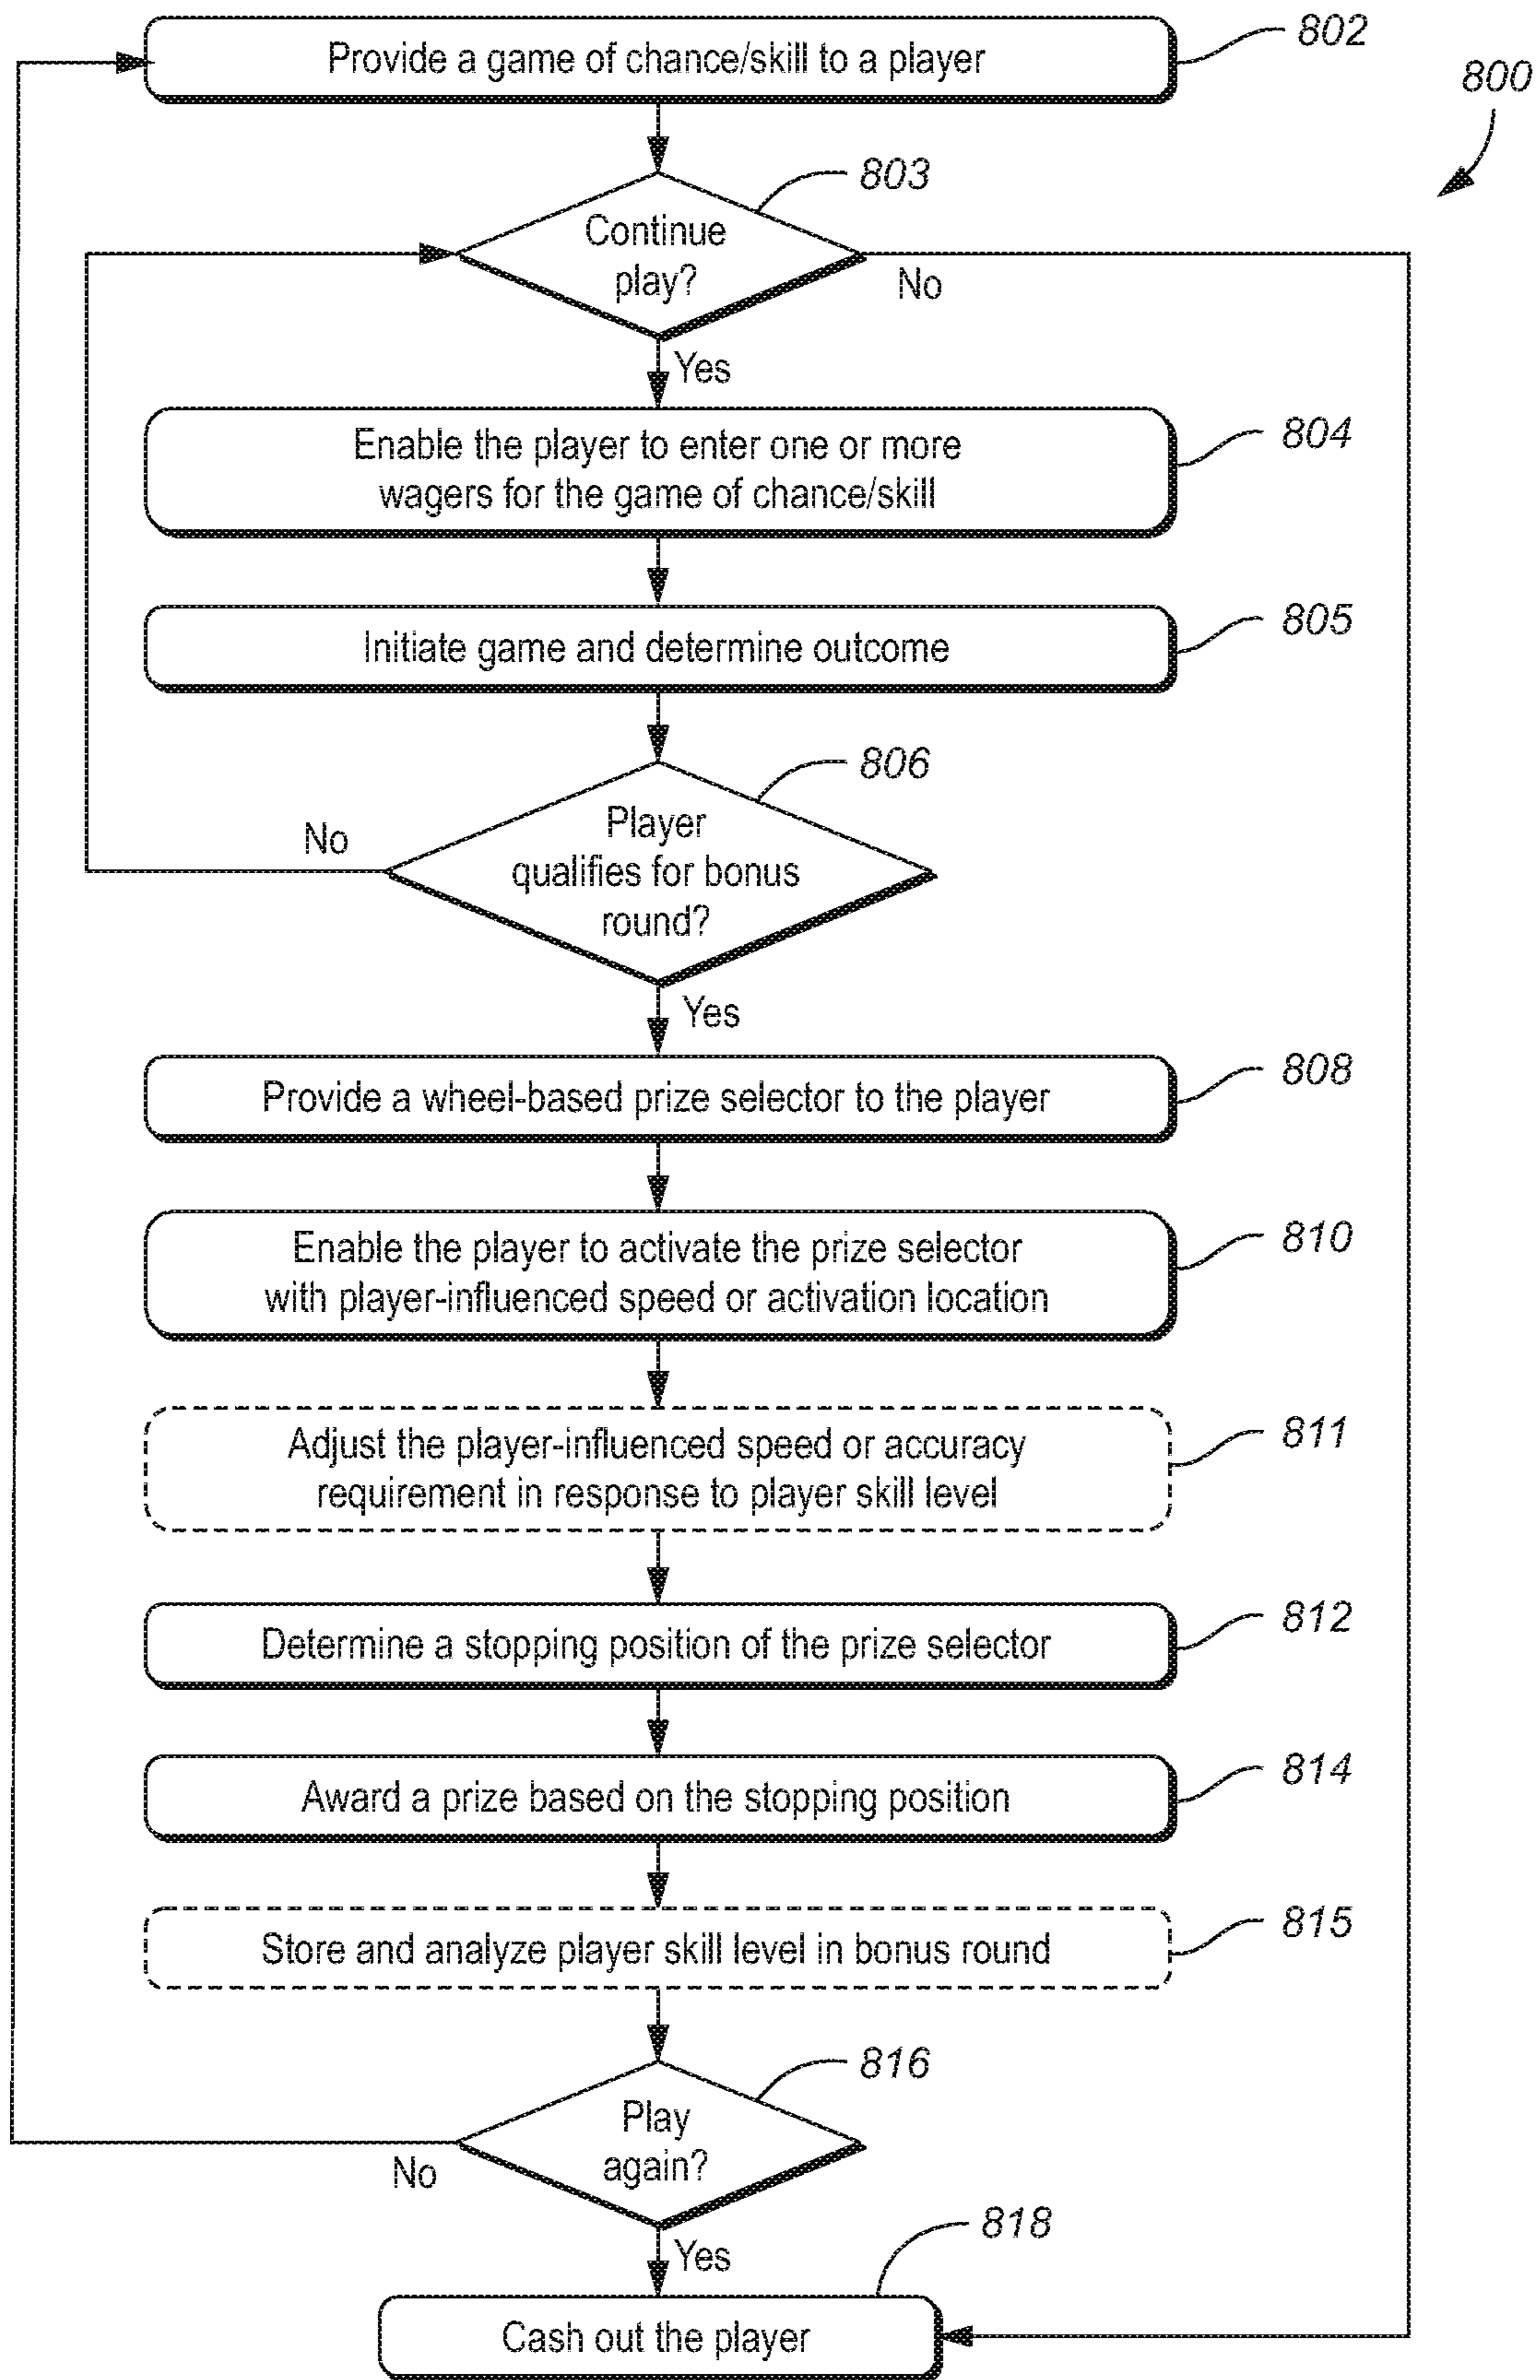 Provide a game of chance/skill to a player
802
800
803
Continue
play?
No
Yes
Enable the player to enter one or more
wagers for the game of chance/skill
804
Initiate game and determine outcome
805
806
Player
qualifies for bonus
round?
No
Yes
Provide a wheel-based prize selector to the player
808
Enable the player to activate the prize selector
with player-influenced speed or activation location
810
Adjust the player-influenced speed or accuracy
requirement in response to player skill level
811
Determine a stopping position of the prize selector
812
Award a prize based on the stopping position
814
Store and analyze player skill level in bonus round
815
816
Play
again?
No
Yes
818
Cash out the player